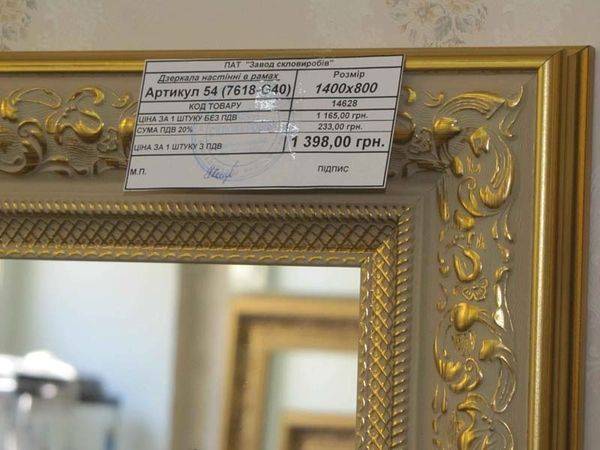 ПАТ "Завод скловиробів"
Дзеркала настінні в рамах Розмір
Артикул 54 (7618-G40) 1400x800
КОД ТОВАРУ 14628
ЦІНА ЗА 1 ШТУКУ БЕЗ ПДВ 1 165,00 грн.
СУМА ПДВ 20% 233,00 грн.
ЦІНА ЗА 1 ШТУКУ З ПДВ 1 398,00 грн.
М.П. ПІДПИС